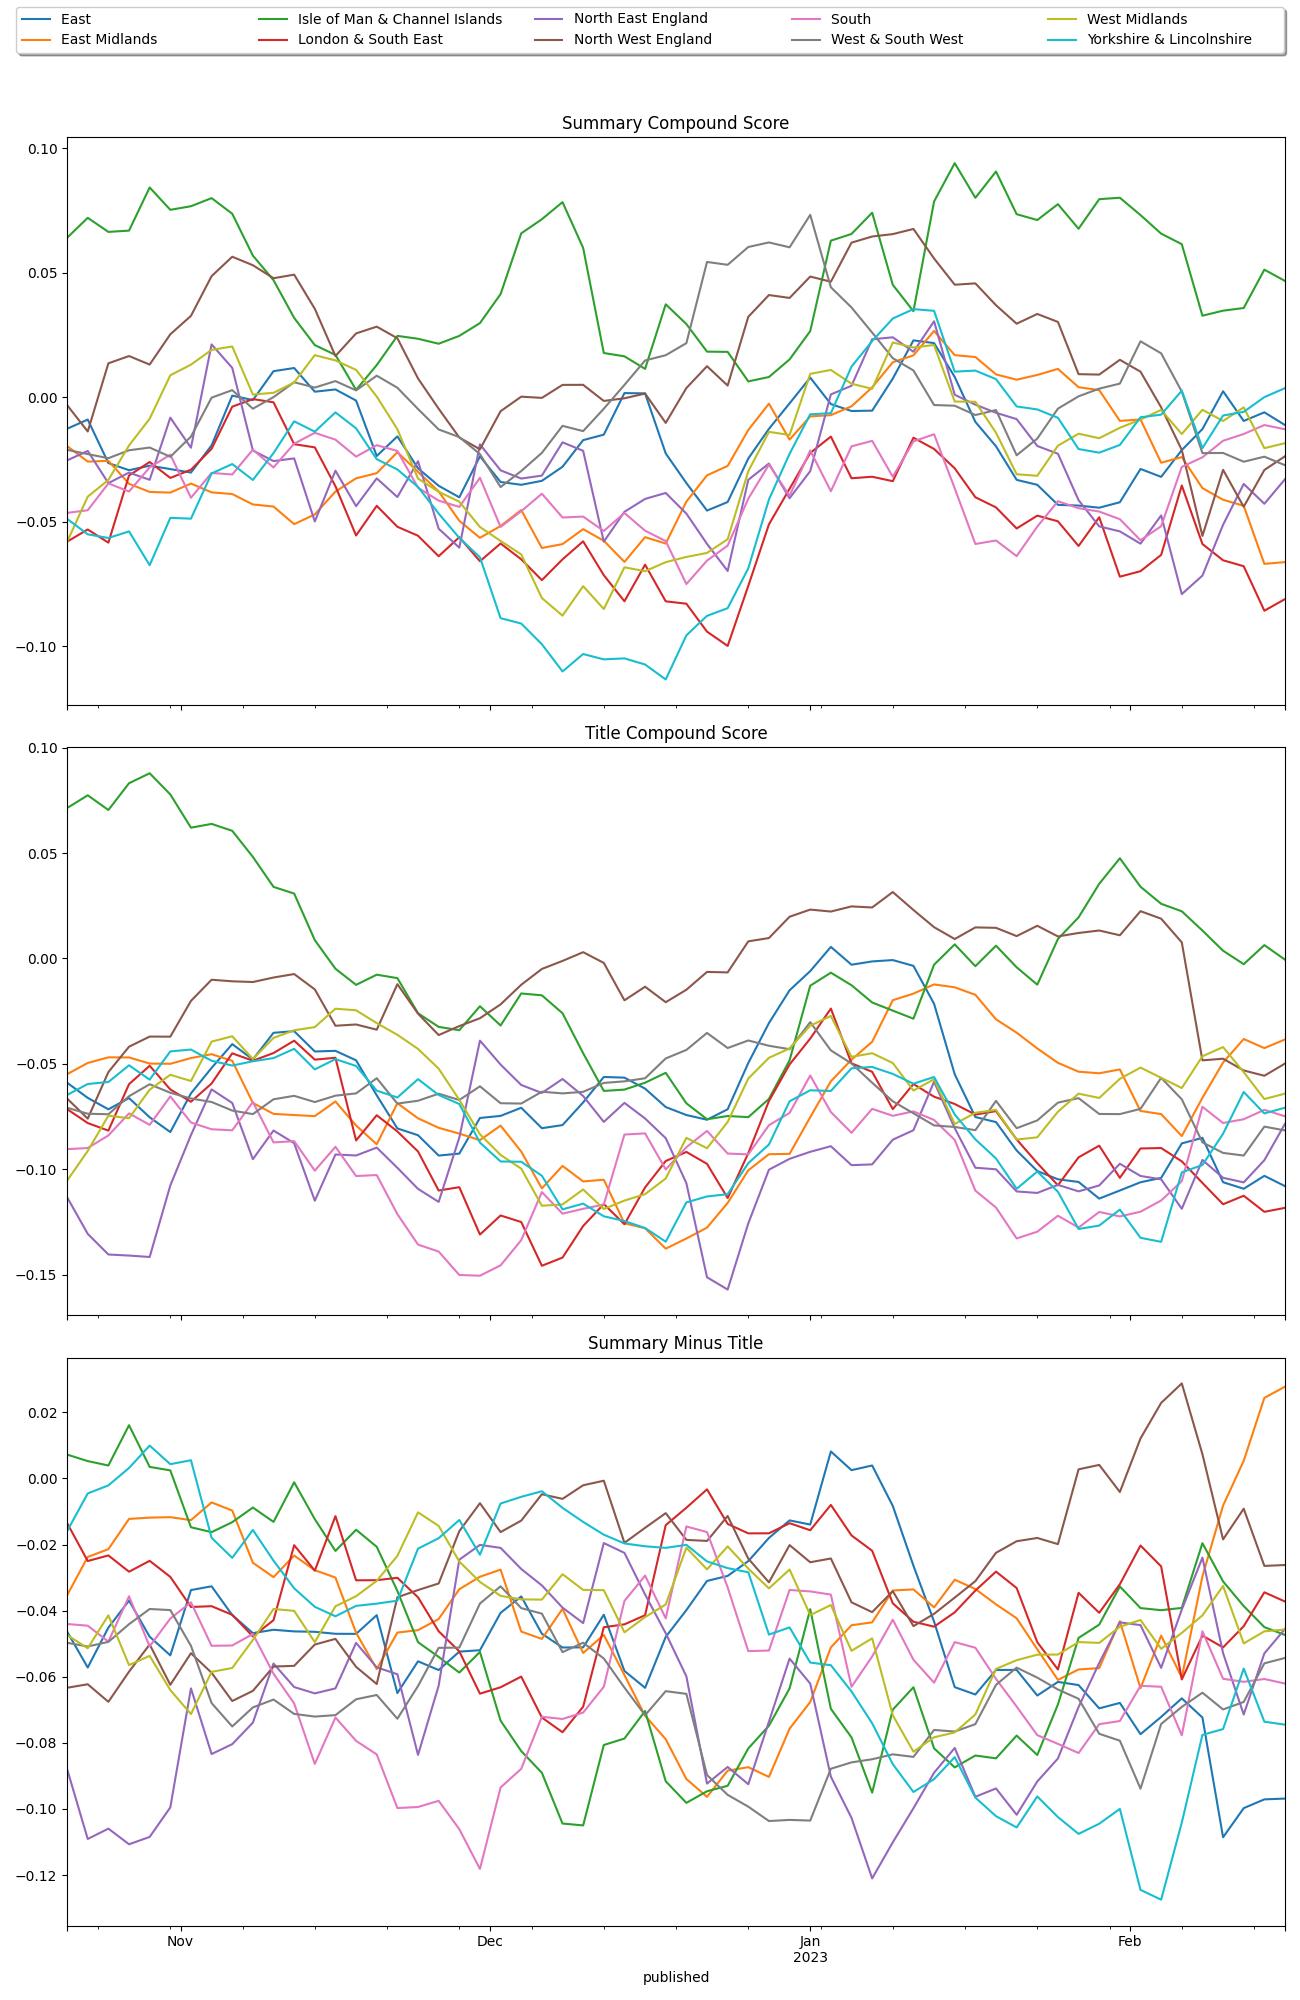 East
Isle of Man & Channel Islands
North East England
South
West Midlands
East Midlands
London & South East
North West England
West & South West
Yorkshire & Lincolnshire
Summary Compound Score
0.10
0.05
0.00
−0.05
−0.10
Title Compound Score
0.10
0.05
0.00
−0.05
−0.10
−0.15
Summary Minus Title
0.02
0.00
−0.02
−0.04
−0.06
−0.08
−0.10
−0.12
Nov
Dec
Jan
2023
Feb
published